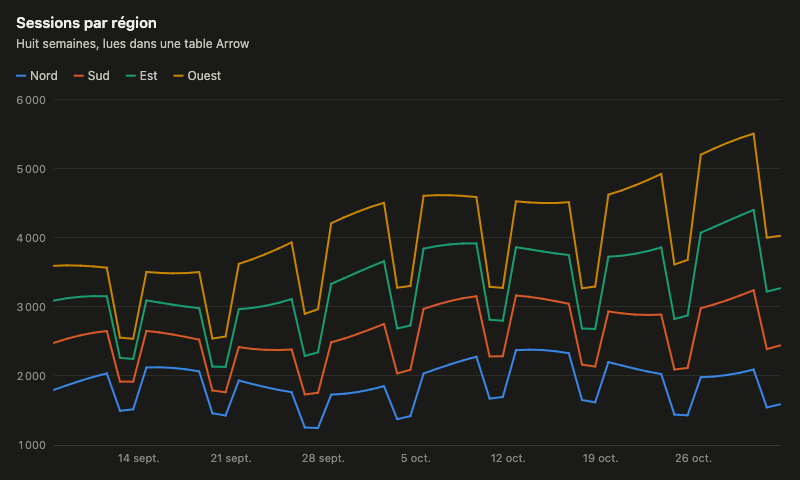 Sessions par région
Huit semaines, lues dans une table Arrow
Nord Sud Est Ouest
6 000
5 000
4 000
3 000
2 000
1 000
14 sept. 21 sept. 28 sept. 5 oct. 12 oct. 19 oct. 26 oct.